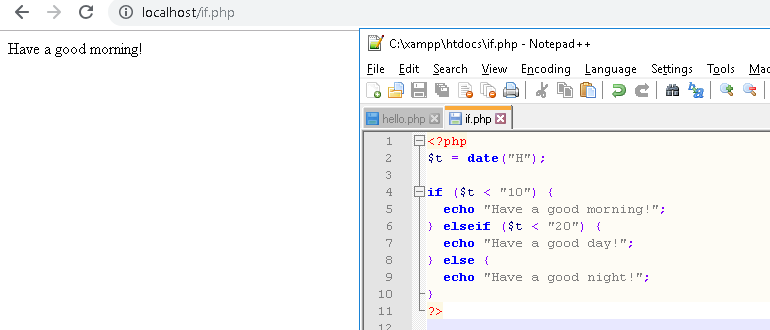 localhost/if.php
Have a good morning!
C:\xampp\htdocs\if.php - Notepad++
File Edit Search View Encoding Language Settings Tools Mac
hello.php if.php
1 <?php
2 $t = date("H");
3
4 if ($t < "10") {
5 echo "Have a good morning!";
6 } elseif ($t < "20") {
7 echo "Have a good day!";
8 } else {
9 echo "Have a good night!";
10 }
11 ?>
12